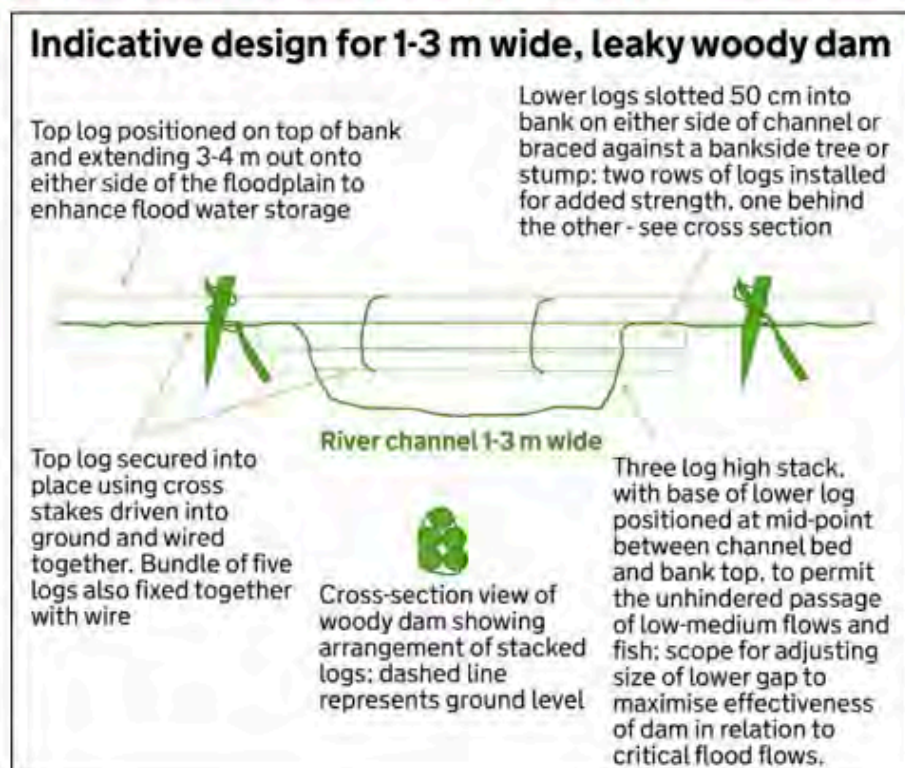 Indicative design for 1-3 m wide, leaky woody dam
Top log positioned on top of bank
and extending 3-4 m out onto
either side of the floodplain to
enhance flood water storage
Lower logs slotted 50 cm into
bank on either side of channel or
braced against a bankside tree or
stump: two rows of logs installed
for added strength, one behind
the other - see cross section
River channel 1-3 m wide
Top log secured into
place using cross
stakes driven into
ground and wired
together. Bundle of five
logs also fixed together
with wire
Cross-section view of
woody dam showing
arrangement of stacked
logs: dashed line
represents ground level
Three log high stack,
with base of lower log
positioned at mid-point
between channel bed
and bank top, to permit
the unhindered passage
of low-medium flows and
fish: scope for adjusting
size of lower gap to
maximise effectiveness
of dam in relation to
critical flood flows.